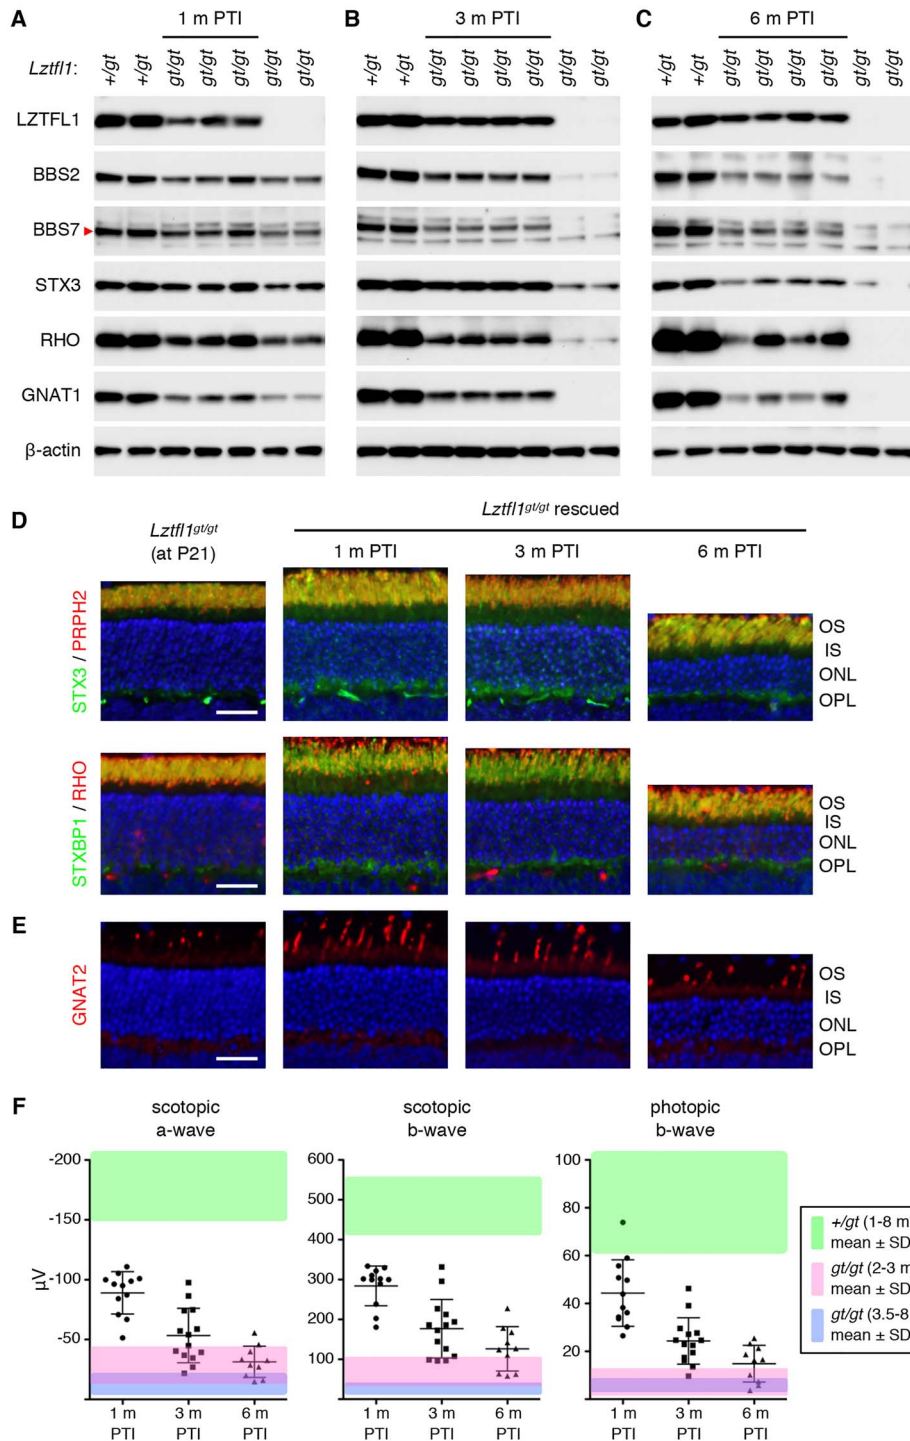 A
1 m PTI
Lztfl1:
+/gt +/gt gt/gt gt/gt gt/gt gt/gt gt/gt
B
3 m PTI
+/gt +/gt gt/gt gt/gt gt/gt gt/gt gt/gt gt/gt
C
6 m PTI
+/gt +/gt gt/gt gt/gt gt/gt gt/gt gt/gt gt/gt
LZTFL1
BBS2
BBS7
STX3
RHO
GNAT1
β-actin
D
Lztfl1gt/gt
(at P21)
Lztfl1gt/gt rescued
1 m PTI
3 m PTI
6 m PTI
STX3 / PRPH2
OS
IS
ONL
OPL
STXBP1 / RHO
OS
IS
ONL
OPL
E
GNAT2
OS
IS
ONL
OPL
F
scotopic
a-wave
μV
-200
-150
-100
-50
1 m 3 m 6 m
PTI PTI PTI
scotopic
b-wave
600
500
400
300
200
100
1 m 3 m 6 m
PTI PTI PTI
photopic
b-wave
100
80
60
40
20
1 m 3 m 6 m
PTI PTI PTI
+/gt (1-8 m
mean ± SD
gt/gt (2-3 m
mean ± SD
gt/gt (3.5-8
mean ± SD